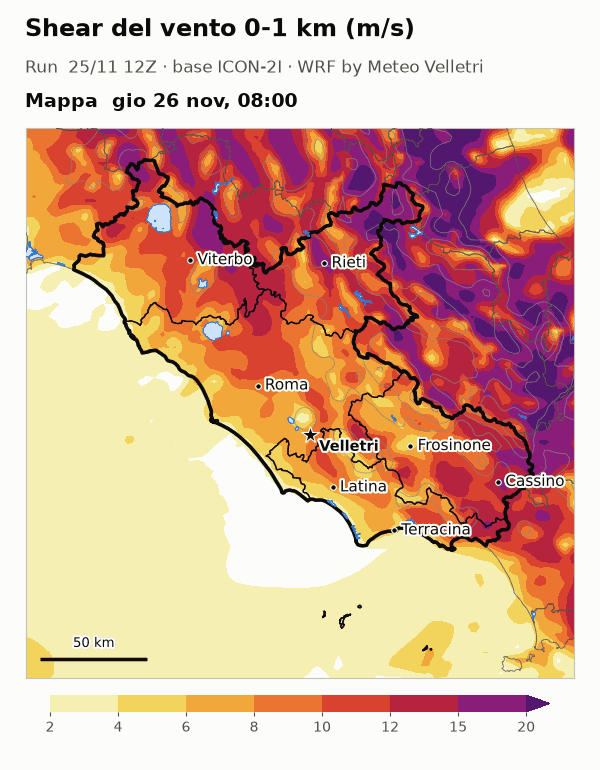 Shear del vento 0-1 km (m/s)
Run  25/11 12Z · base ICON-2I · WRF by Meteo Velletri
Mappa  gio 26 nov, 08:00
Viterbo
Rieti
Roma
Velletri
Frosinone
Cassino
Latina
Terracina
50 km
2 4 6 8 10 12 15 20